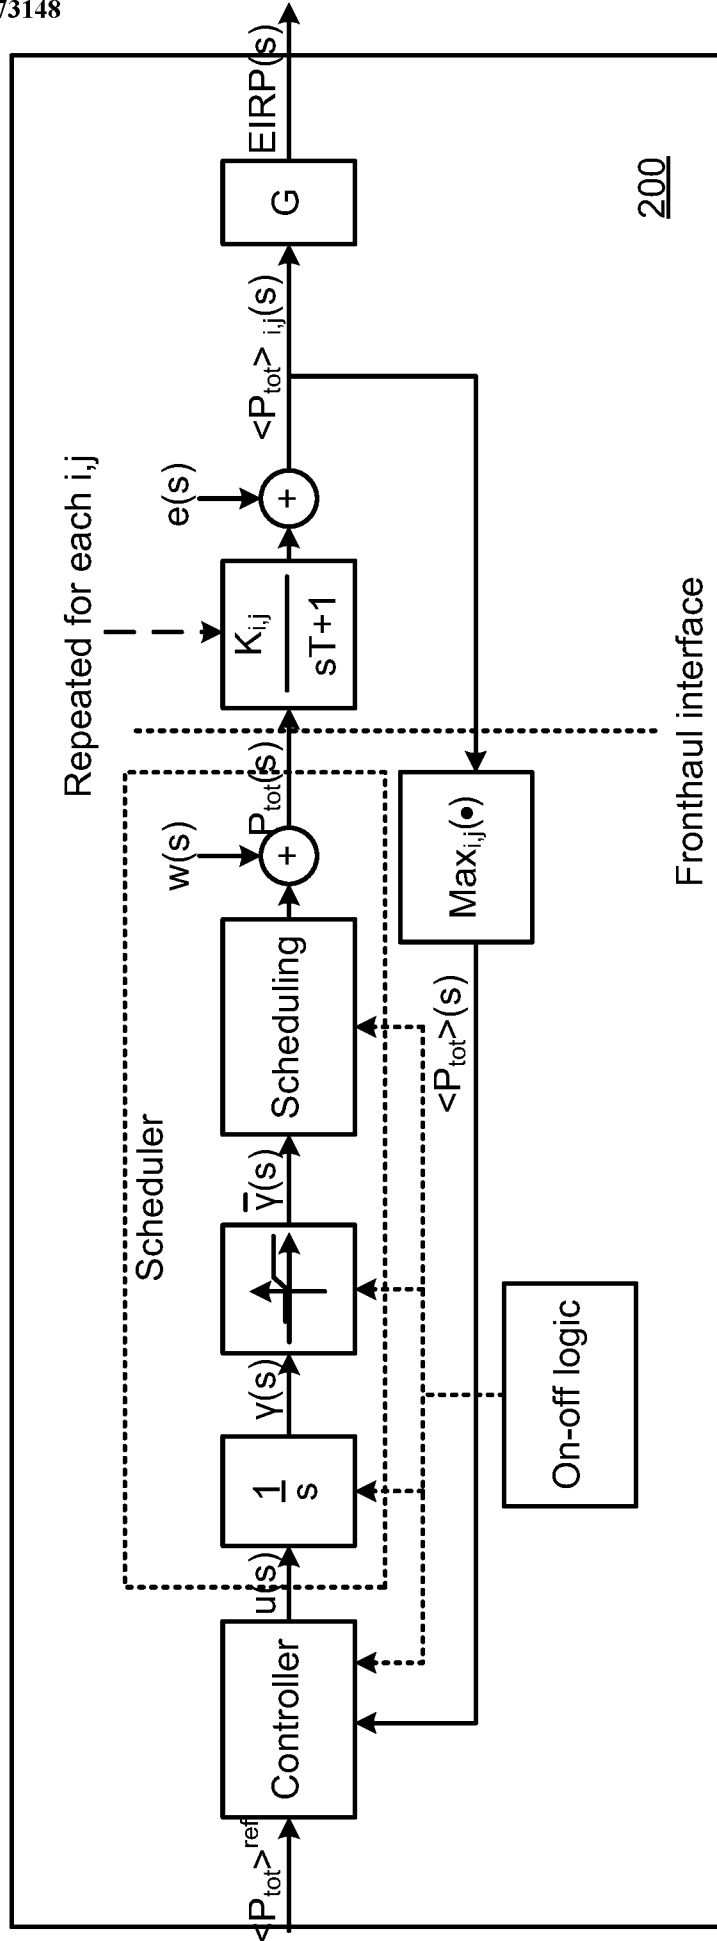 73148
Repeated for each i,j
Scheduler
w(s)
e(s)
<P_tot>^ref
Controller
u(s)
1
s
γ(s)
γ̅(s)
Scheduling
+
P_tot(s)
K_i,j
sT+1
+
<P_tot> i,j(s)
G
EIRP(s)
<P_tot>(s)
Max_i,j(•)
On-off logic
Fronthaul interface
200